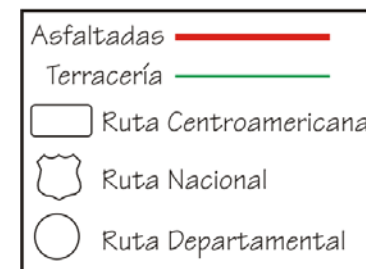 Asfaltadas
Terracería
Ruta Centroamericana
Ruta Nacional
Ruta Departamental